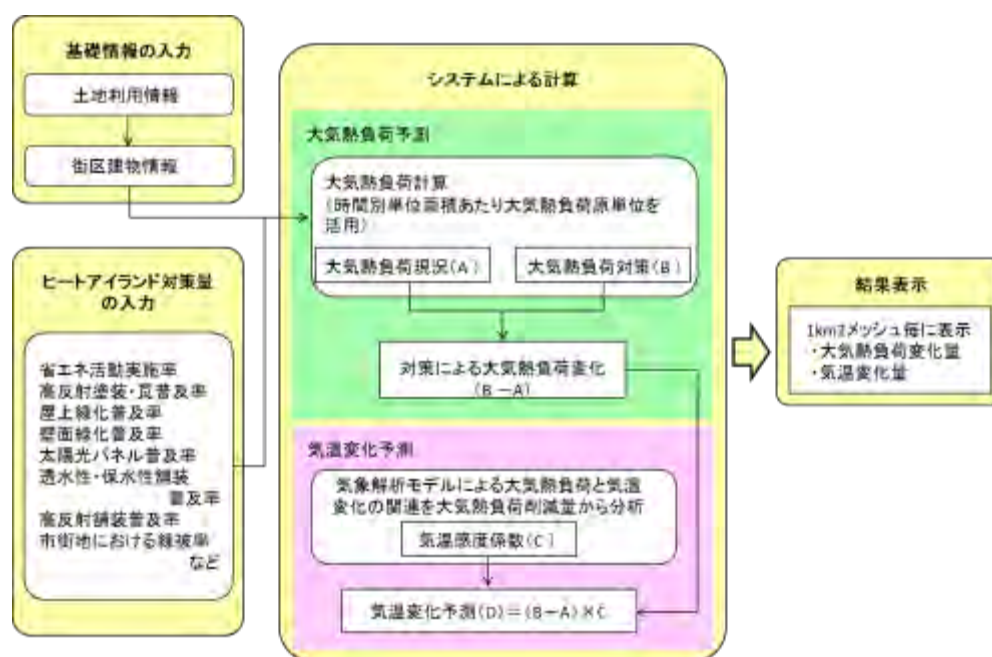 基礎情報の入力
土地利用情報
街区建物情報
ヒートアイランド対策量
の入力
省エネ活動実施率
高反射塗装・瓦普及率
屋上緑化普及率
壁面緑化普及率
太陽光パネル普及率
透水性・保水性舗装
普及率
高反射舗装普及率
市街地における緑被率
など
システムによる計算
大気熱負荷予測
大気熱負荷計算
(時間別単位面積あたり大気熱負荷原単位を
活用)
大気熱負荷現況(A)
大気熱負荷対策(B)
対策による大気熱負荷変化
(B-A)
気温変化予測
気象解析モデルによる大気熱負荷と気温
変化の関連を大気熱負荷削減量から分析
気温感度係数(C)
気温変化予測(D)=(B-A)×C
結果表示
1km2メッシュ毎に表示
・大気熱負荷変化量
・気温変化量